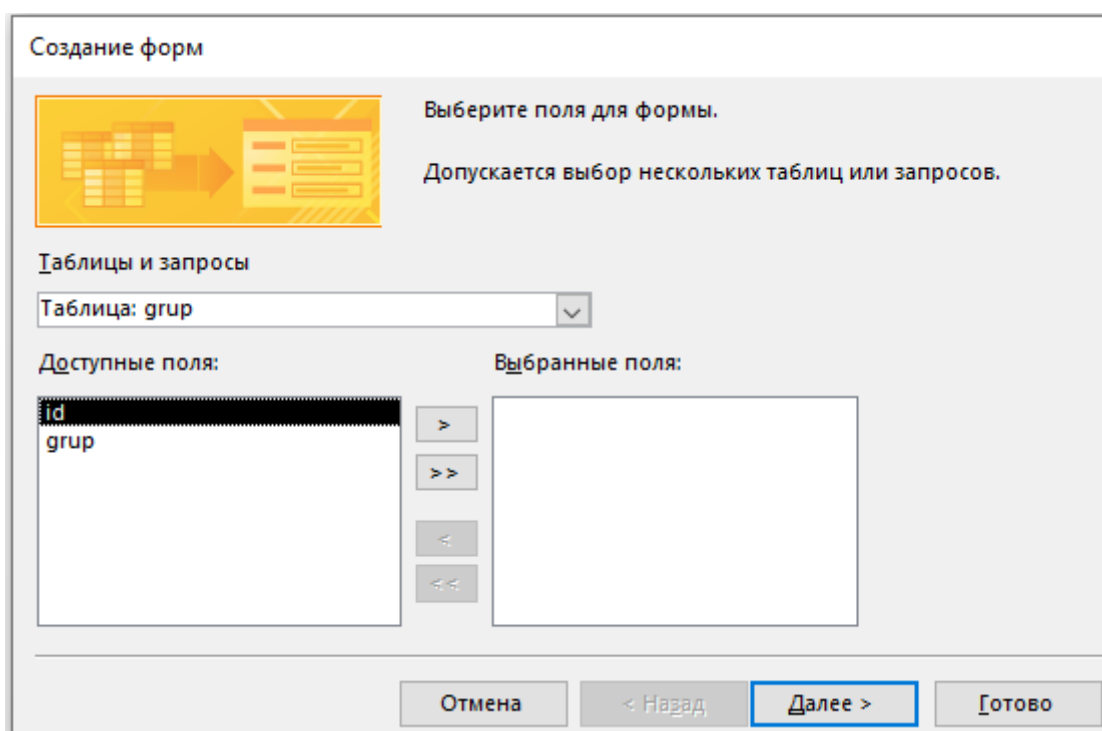 Создание форм
Выберите поля для формы.
Допускается выбор нескольких таблиц или запросов.
Таблицы и запросы
Таблица: grup
Доступные поля:
Выбранные поля:
id
grup
>
>>
<
<<
Отмена
< Назад
Далее >
Готово